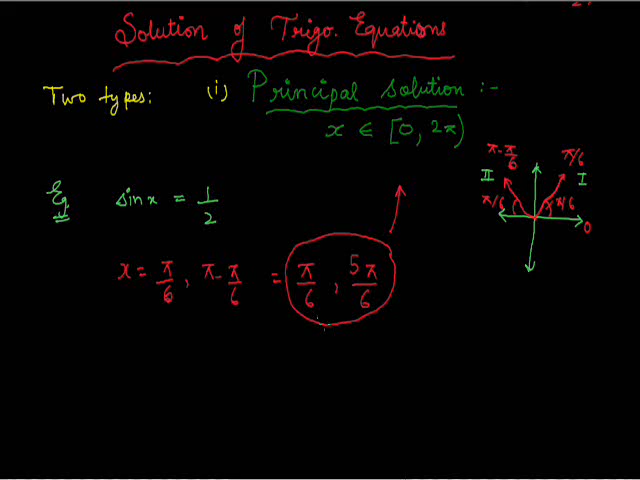 Solution of Trigo. Equations
Two types: (i) Principal solution :-
x ∈ [0, 2π)
π-π/6 π/6
II I
π/6 π/6
0
Eg sinx = 1/2
x = π/6, π-π/6 = π/6, 5π/6